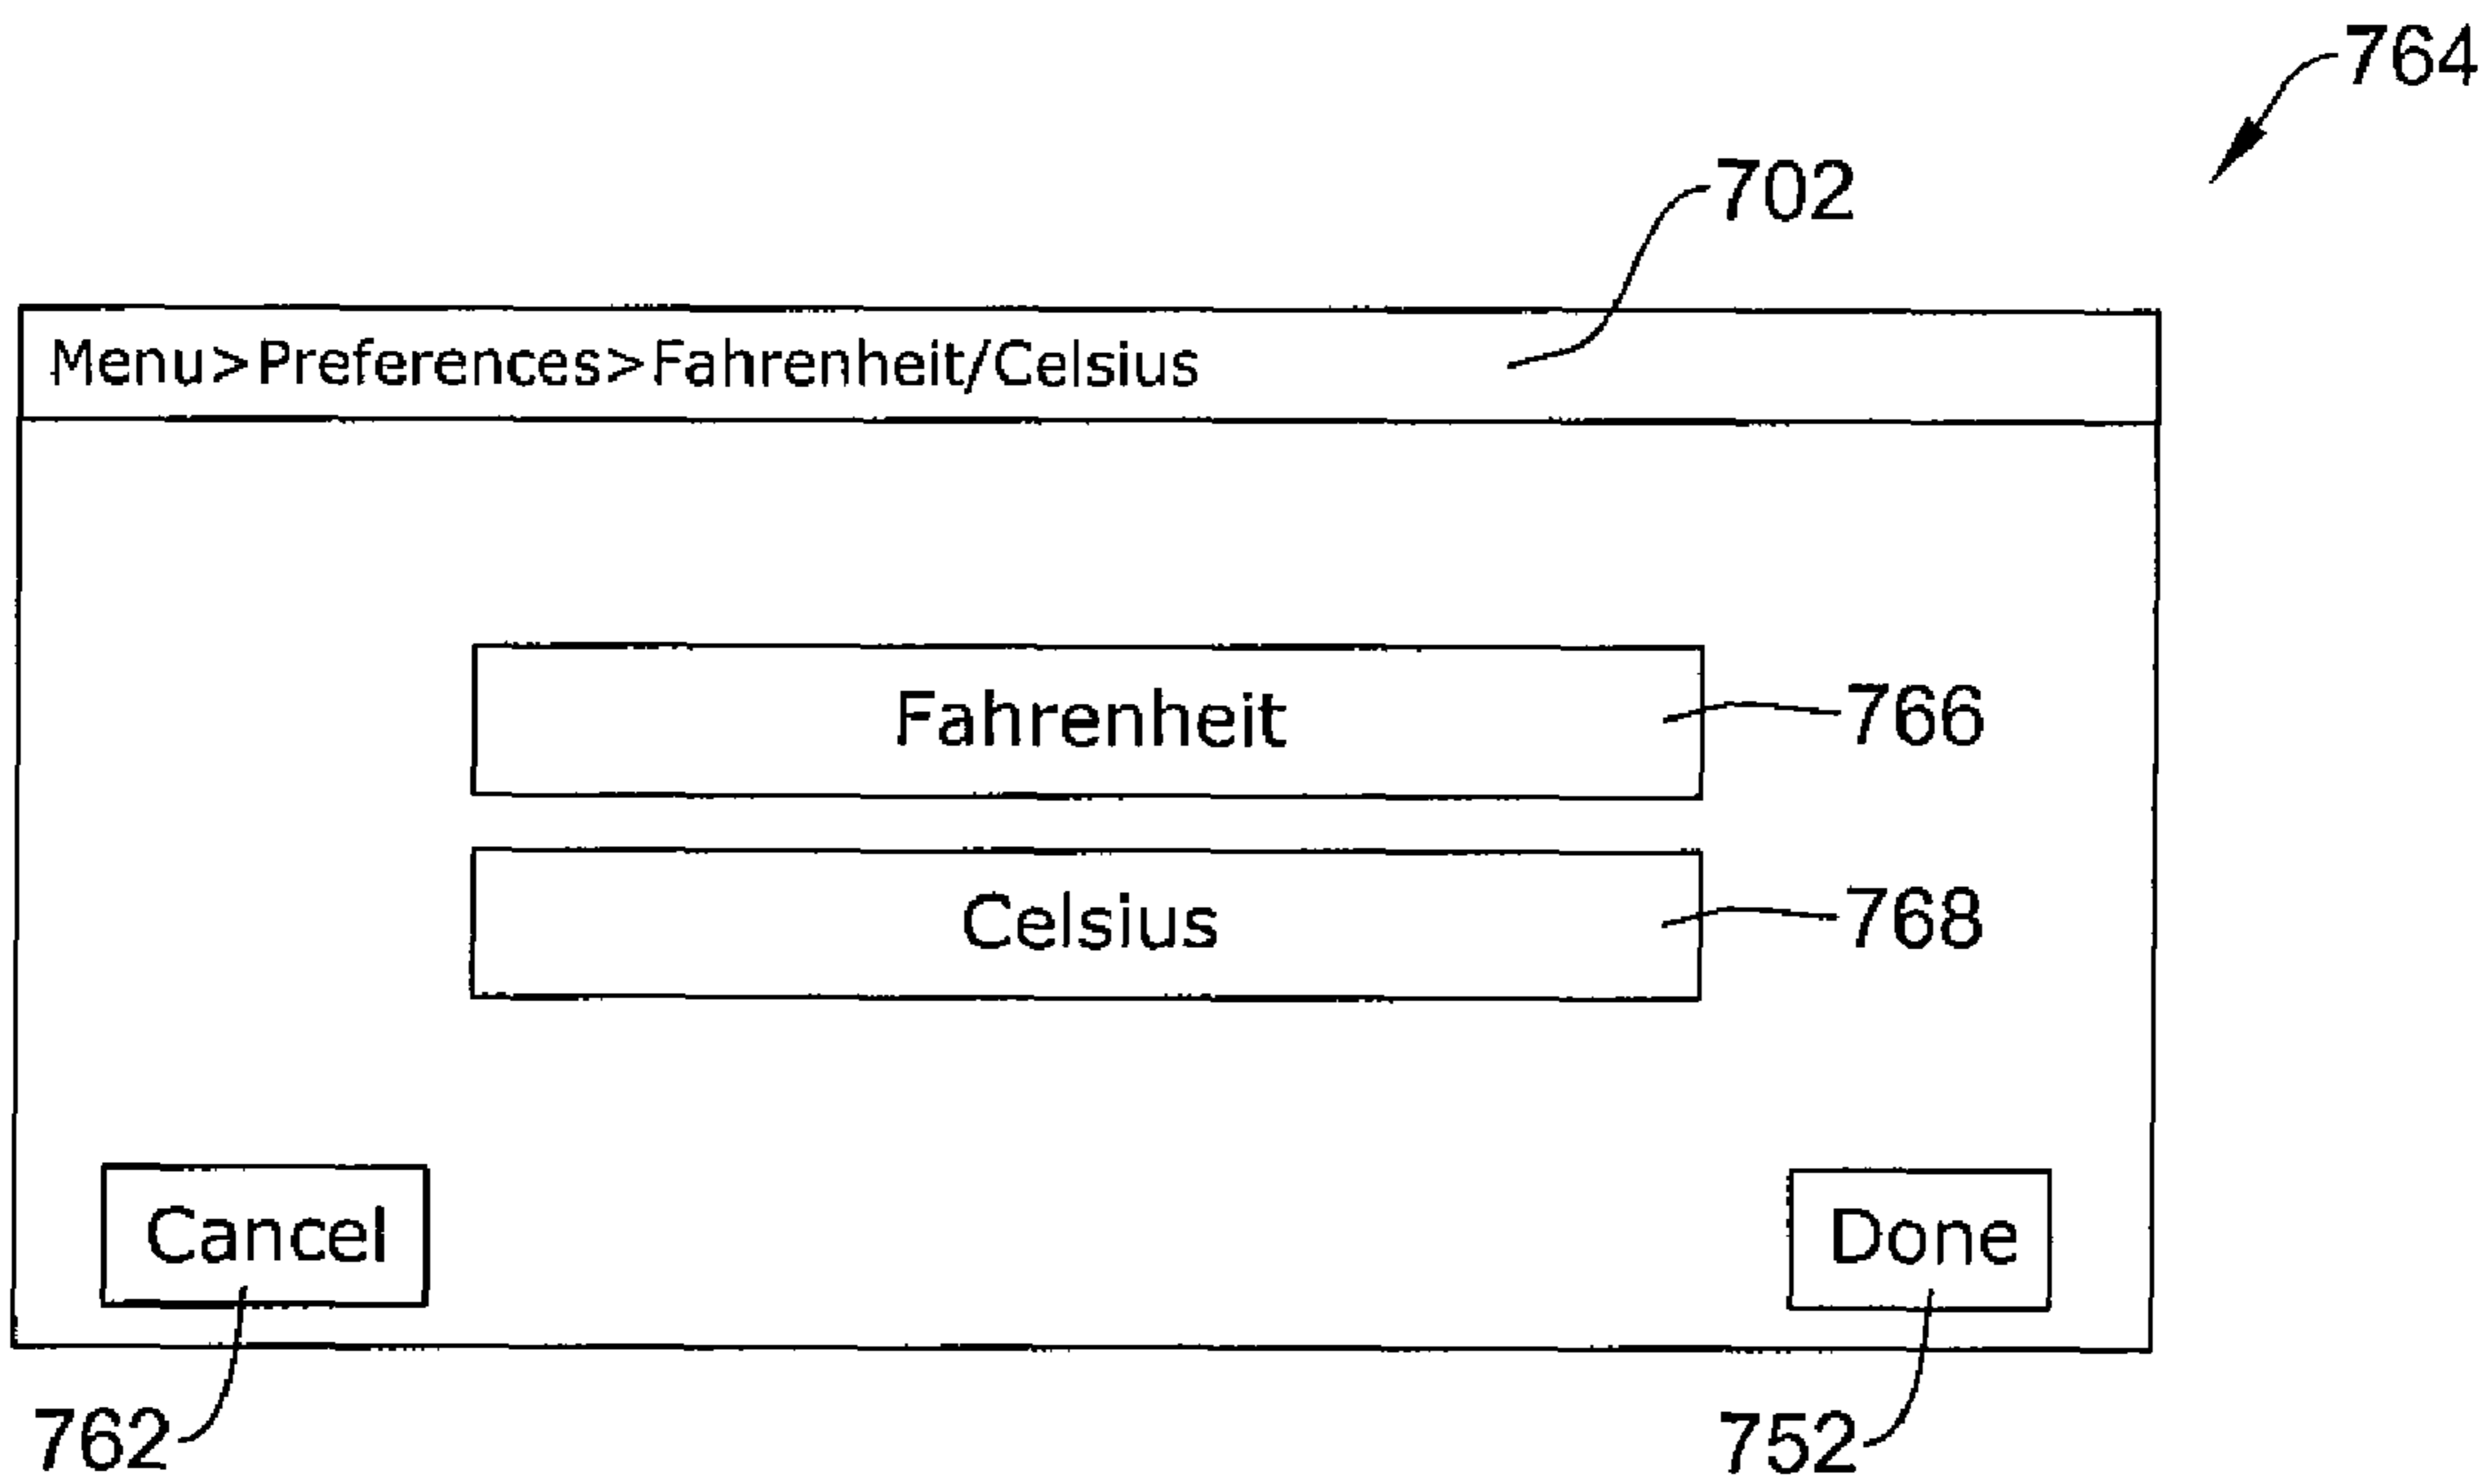 764
702
Menu>Preferences>Fahrenheit/Celsius
Fahrenheit
766
Celsius
768
Cancel
Done
762
752